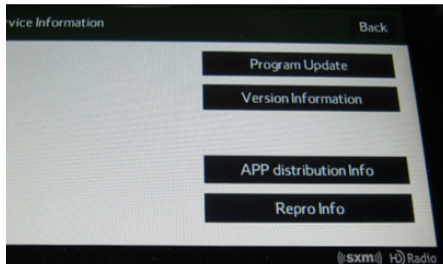 rvice Information
Back
Program Update
Version Information
APP distribution Info
Repro Info
((SXM)) HD Radio